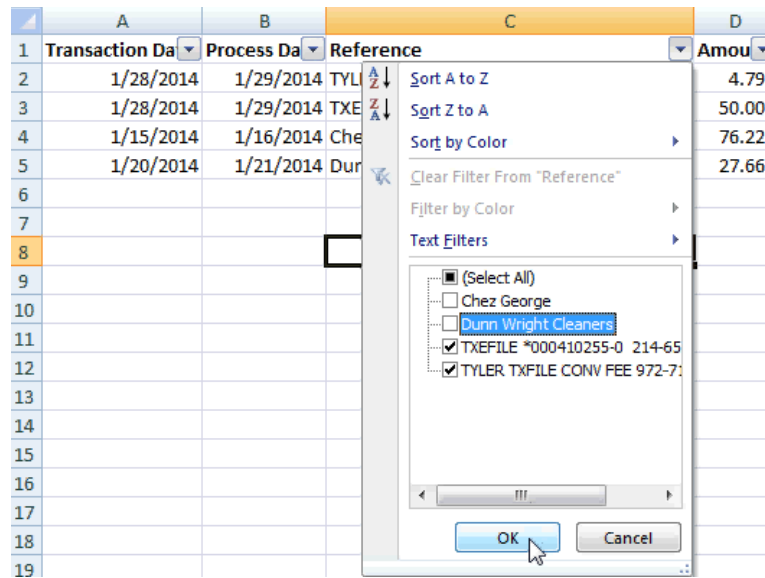 A B C D
1 Transaction Da Process Da Reference Amou
2 1/28/2014 1/29/2014 TYL 4.79
3 1/28/2014 1/29/2014 TXE 50.00
4 1/15/2014 1/16/2014 Che 76.22
5 1/20/2014 1/21/2014 Dun 27.66
6
7
8
9
10
11
12
13
14
15
16
17
18
19
Sort A to Z
Sort Z to A
Sort by Color
Clear Filter From "Reference"
Filter by Color
Text Filters
(Select All)
Chez George
Dunn Wright Cleaners
TXEFILE *000410255-0 214-65
TYLER TXFILE CONV FEE 972-71
OK Cancel